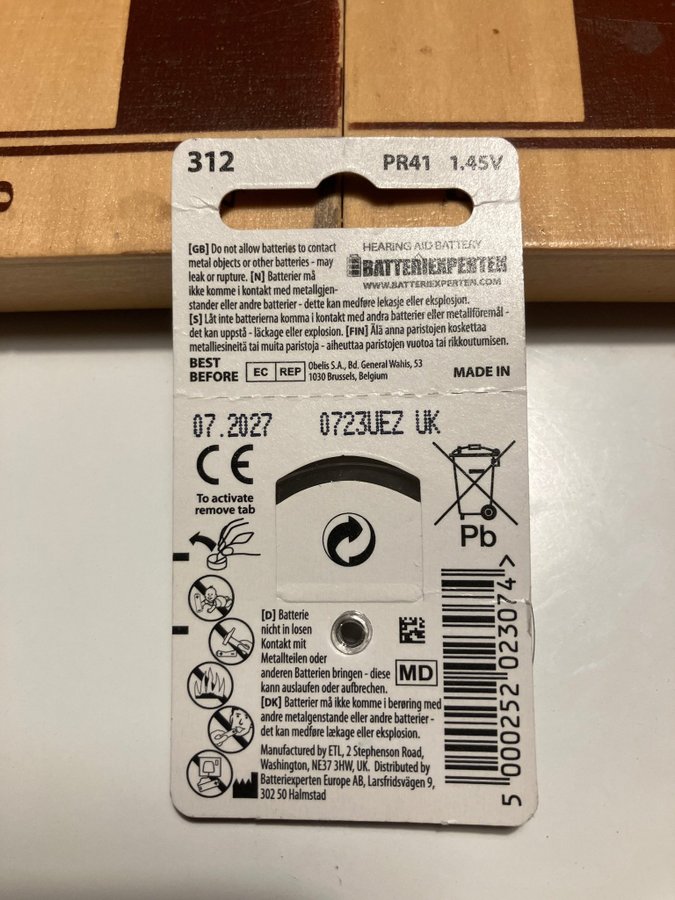 312 PR41 1.45V
[GB] Do not allow batteries to contact
metal objects or other batteries - may
leak or rupture. [N] Batterier må
ikke komme i kontakt med metallgjen-
stander eller andre batterier - dette kan medføre lekasje eller eksplosjon.
[S] Låt inte batterierna komma i kontakt med andra batterier eller metallföremål -
det kan uppstå - läckage eller explosion. [FIN] Älä anna paristojen koskettaa
metalliesineitä tai muita paristoja - aiheuttaa paristojen vuotoa tai rikkoutumisen.
HEARING AID BATTERY
BATTERIEXPERTEN
WWW.BATTERIEXPERTEN.COM
BEST
BEFORE
EC REP
Obelis S.A., Bd. General Wahis, 53
1030 Brussels, Belgium
MADE IN
07.2027 0723UEZ UK
CE
To activate
remove tab
Pb
[D] Batterie
nicht in losen
Kontakt mit
Metallteilen oder
anderen Batterien bringen - diese
kann auslaufen oder aufbrechen.
MD
[DK] Batterier må ikke komme i berøring med
andre metalgenstande eller andre batterier -
det kan medføre lækage eller eksplosion.
Manufactured by ETL, 2 Stephenson Road,
Washington, NE37 3HW, UK. Distributed by
Batteriexperten Europe AB, Larsfridsvägen 9,
302 50 Halmstad
5 000252 023074 >